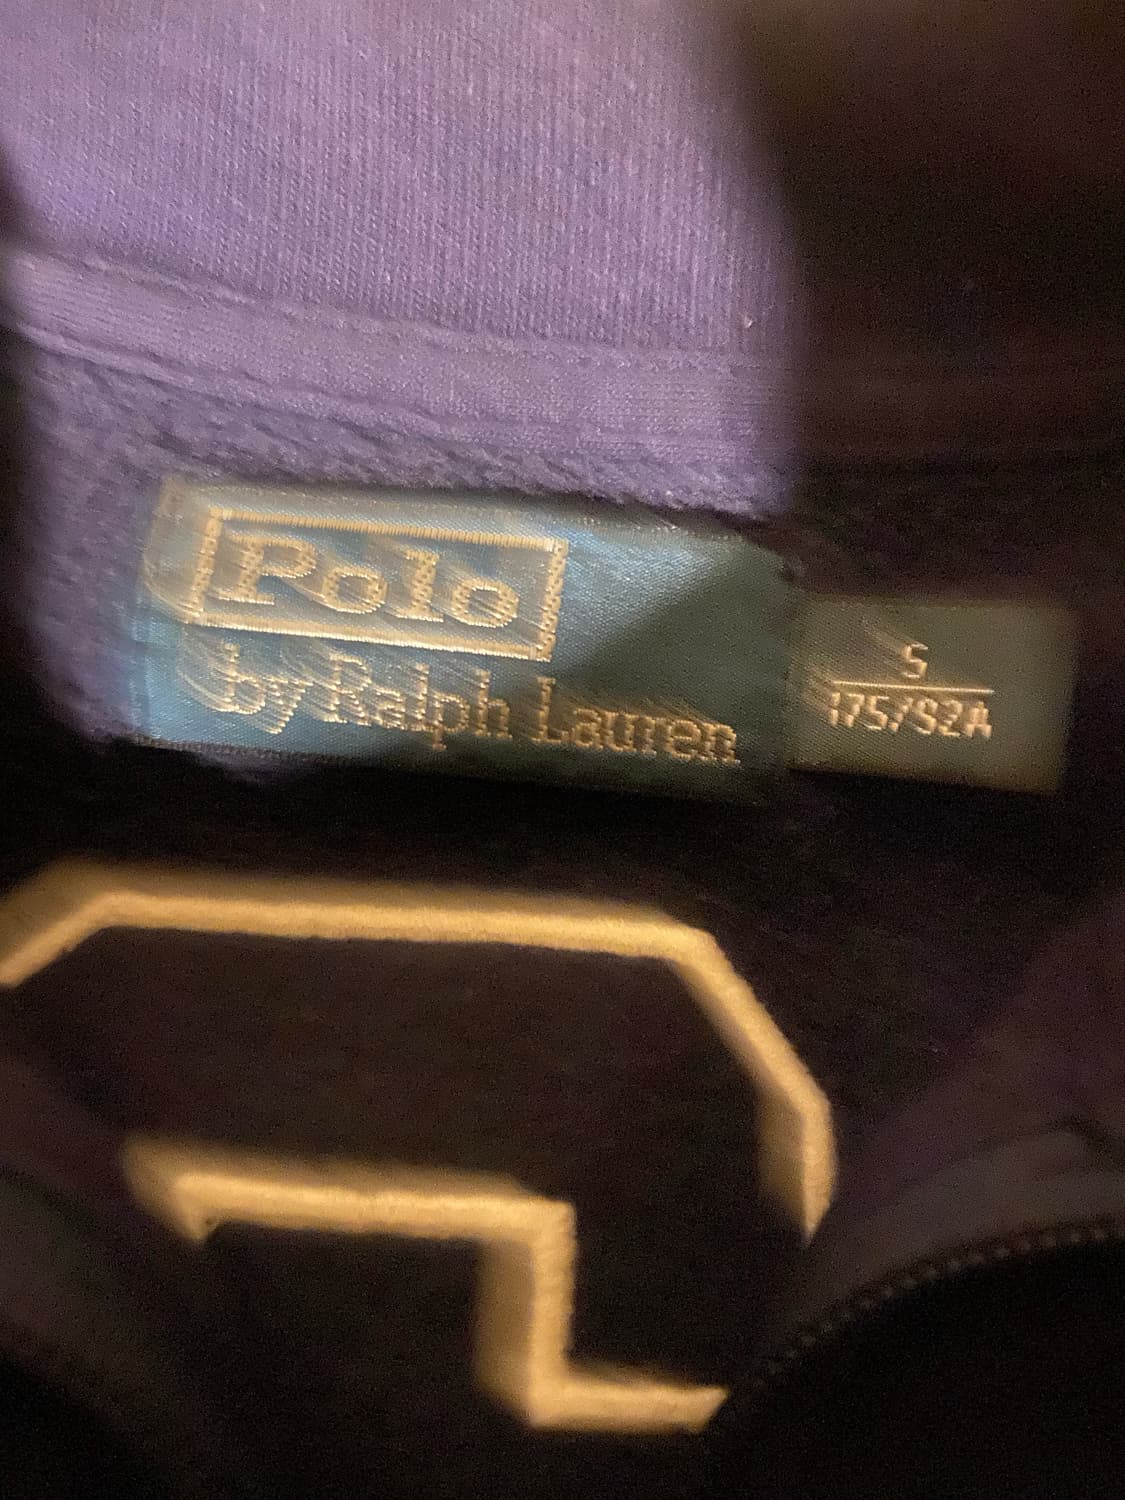 Polo
by Ralph Lauren
S
175/92A